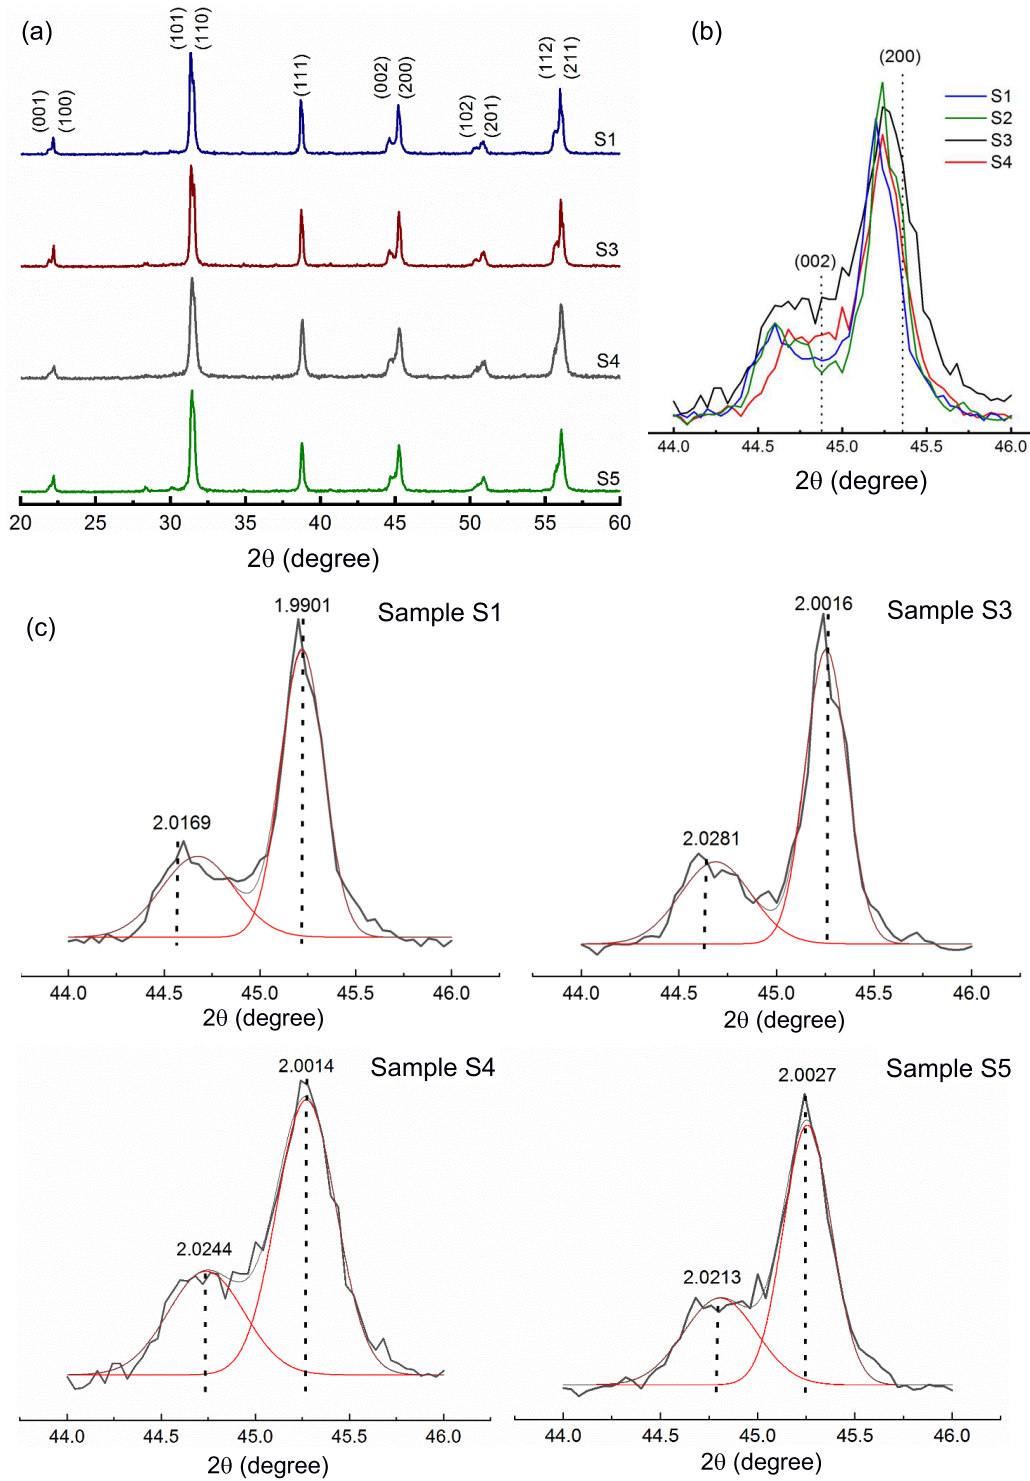 (a)
(001)
(100)
(101)
(110)
(111)
(002)
(200)
(102)
(201)
(112)
(211)
S1
S3
S4
S5
20 25 30 35 40 45 50 55 60
2θ (degree)
(b)
(200)
(002)
S1
S2
S3
S4
44.0 44.5 45.0 45.5 46.0
2θ (degree)
(c)
Sample S1
1.9901
2.0169
44.0 44.5 45.0 45.5 46.0
2θ (degree)
Sample S3
2.0016
2.0281
44.0 44.5 45.0 45.5 46.0
2θ (degree)
Sample S4
2.0014
2.0244
44.0 44.5 45.0 45.5 46.0
2θ (degree)
Sample S5
2.0027
2.0213
44.0 44.5 45.0 45.5 46.0
2θ (degree)